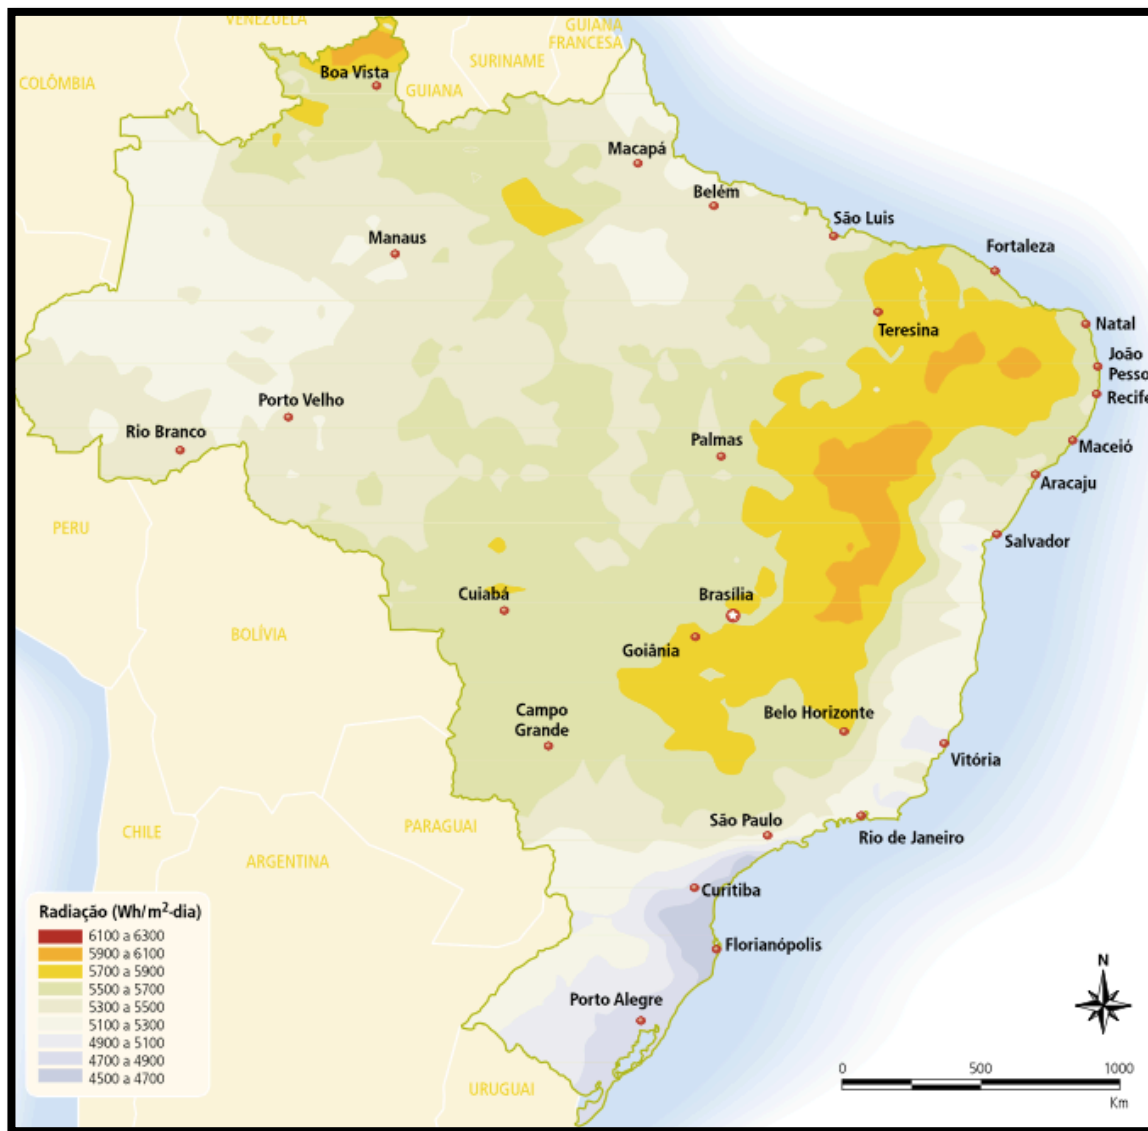 VENEZUELA
GUIANA
FRANCESA
SURINAME
COLÔMBIA
Boa Vista
GUIANA
Macapá
Belém
São Luis
Manaus
Fortaleza
Teresina
Natal
João
Pesso
Recife
Porto Velho
Rio Branco
Palmas
Maceió
Aracaju
PERU
Salvador
Cuiabá
Brasília
BOLÍVIA
Goiânia
Campo
Grande
Belo Horizonte
Vitória
CHILE
PARAGUAI
São Paulo
Rio de Janeiro
ARGENTINA
Curitiba
Florianópolis
Porto Alegre
URUGUAI
Radiação (Wh/m²-dia)
6100 a 6300
5900 a 6100
5700 a 5900
5500 a 5700
5300 a 5500
5100 a 5300
4900 a 5100
4700 a 4900
4500 a 4700
N
0 500 1000
Km